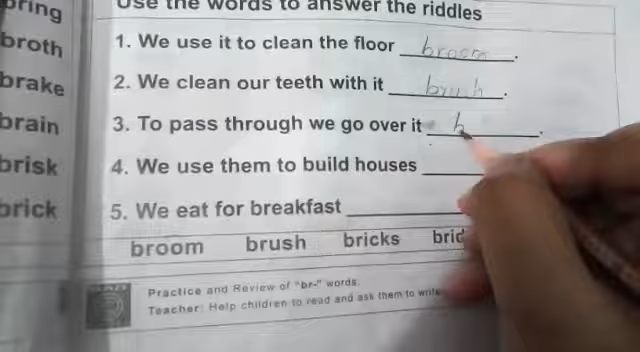 bring
Use the words to answer the riddles
broth
1. We use it to clean the floor broom.
brake
2. We clean our teeth with it brush.
brain
3. To pass through we go over it b.
brisk
4. We use them to build houses
brick
5. We eat for breakfast
broom brush bricks brid
Practice and Review of "br-" words.
Teacher: Help children to read and ask them to write